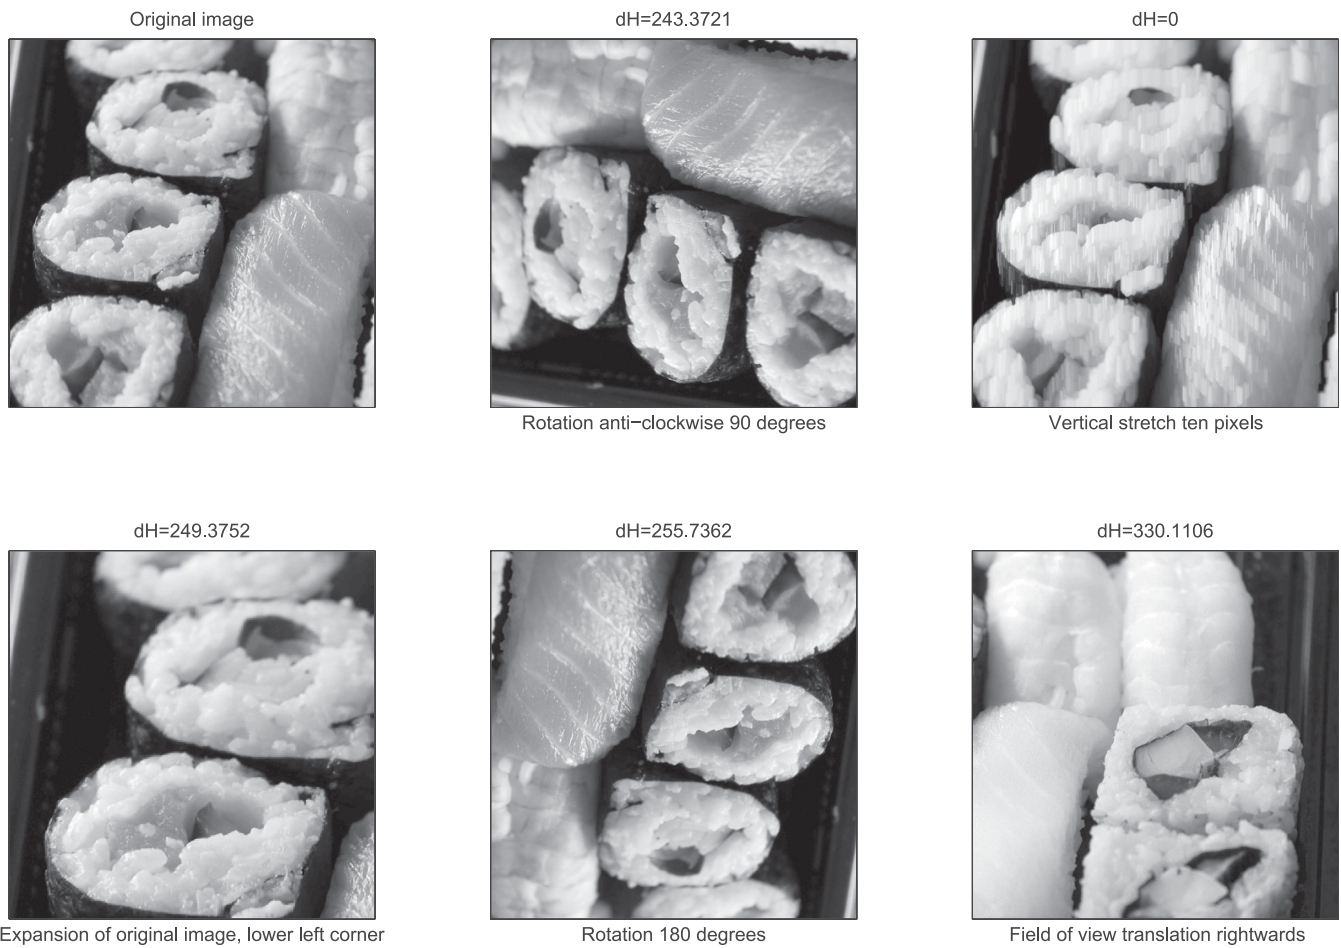 Original image
dH=243.3721
dH=0
Rotation anti−clockwise 90 degrees
Vertical stretch ten pixels
dH=249.3752
dH=255.7362
dH=330.1106
Expansion of original image, lower left corner
Rotation 180 degrees
Field of view translation rightwards